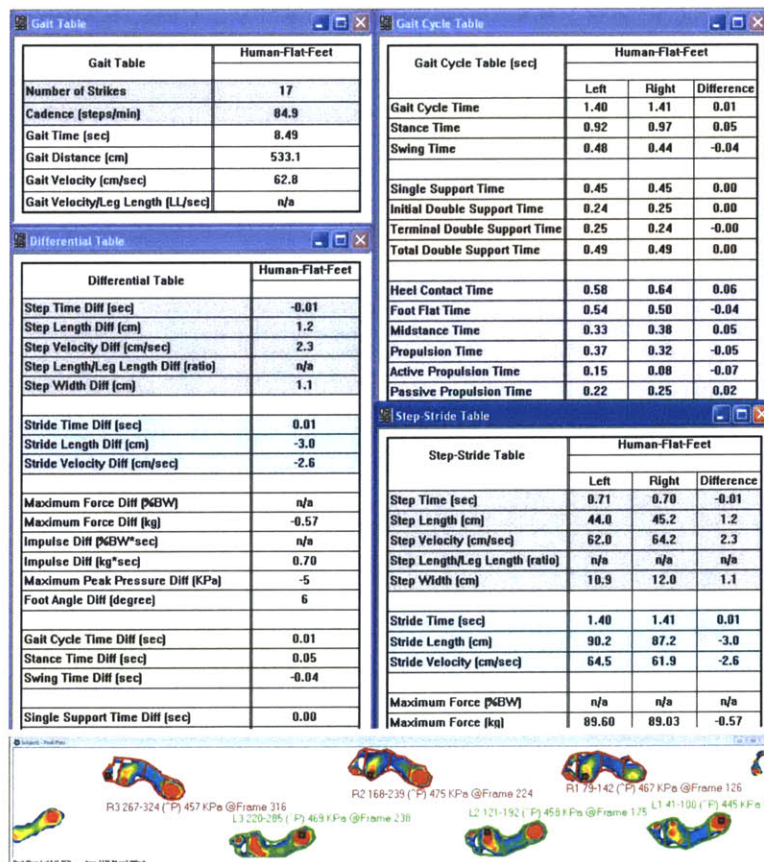 Gait Table
Gait Table Human-Flat-Feet
Number of Strikes 17
Cadence (steps/min) 84.9
Gait Time (sec) 8.49
Gait Distance (cm) 533.1
Gait Velocity (cm/sec) 62.8
Gait Velocity/Leg Length (LL/sec) n/a
Differential Table
Differential Table Human-Flat-Feet
Step Time Diff (sec) -0.01
Step Length Diff (cm) 1.2
Step Velocity Diff (cm/sec) 2.3
Step Length/Leg Length Diff (ratio) n/a
Step Width Diff (cm) 1.1
Stride Time Diff (sec) 0.01
Stride Length Diff (cm) -3.0
Stride Velocity Diff (cm/sec) -2.6
Maximum Force Diff (%BW) n/a
Maximum Force Diff (kg) -0.57
Impulse Diff (%BW*sec) n/a
Impulse Diff (kg*sec) 0.70
Maximum Peak Pressure Diff (KPa) -5
Foot Angle Diff (degree) 6
Gait Cycle Time Diff (sec) 0.01
Stance Time Diff (sec) 0.05
Swing Time Diff (sec) -0.04
Single Support Time Diff (sec) 0.00
Gait Cycle Table
Gait Cycle Table (sec) Human-Flat-Feet
Left Right Difference
Gait Cycle Time 1.40 1.41 0.01
Stance Time 0.92 0.97 0.05
Swing Time 0.48 0.44 -0.04
Single Support Time 0.45 0.45 0.00
Initial Double Support Time 0.24 0.25 0.00
Terminal Double Support Time 0.25 0.24 -0.00
Total Double Support Time 0.49 0.49 0.00
Heel Contact Time 0.58 0.64 0.06
Foot Flat Time 0.54 0.50 -0.04
Midstance Time 0.33 0.38 0.05
Propulsion Time 0.37 0.32 -0.05
Active Propulsion Time 0.15 0.08 -0.07
Passive Propulsion Time 0.22 0.25 0.02
Step-Stride Table
Step-Stride Table Human-Flat-Feet
Left Right Difference
Step Time (sec) 0.71 0.70 -0.01
Step Length (cm) 44.0 45.2 1.2
Step Velocity (cm/sec) 62.0 64.2 2.3
Step Length/Leg Length (ratio) n/a n/a n/a
Step Width (cm) 10.9 12.0 1.1
Stride Time (sec) 1.40 1.41 0.01
Stride Length (cm) 90.2 87.2 -3.0
Stride Velocity (cm/sec) 64.5 61.9 -2.6
Maximum Force (%BW) n/a n/a n/a
Maximum Force (kg) 89.60 89.03 -0.57
R3 267-324 (^P) 457 KPa @Frame 316
R2 168-239 (^P) 475 KPa @Frame 224
R1 79-142 (^P) 467 KPa @Frame 126
L3 220-285 (^P) 469 KPa @Frame 238
L2 121-192 (^P) 458 KPa @Frame 175
L1 41-100 (^P) 445 KPa